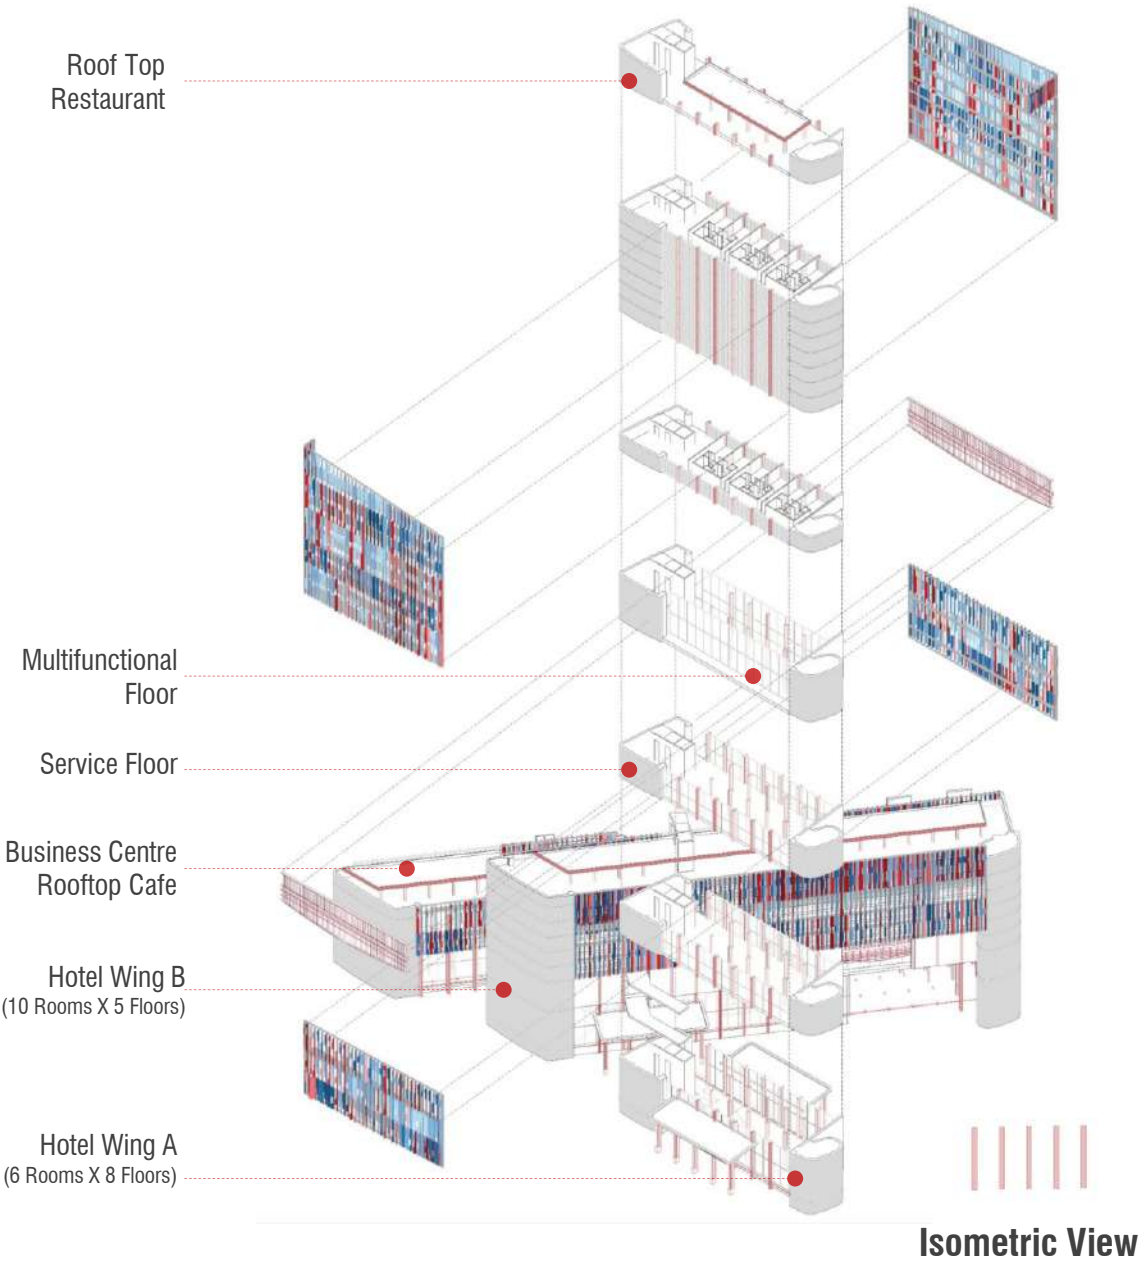 Roof Top
Restaurant
Multifunctional
Floor
Service Floor
Business Centre
Rooftop Cafe
Hotel Wing B
(10 Rooms X 5 Floors)
Hotel Wing A
(6 Rooms X 8 Floors)
Isometric View